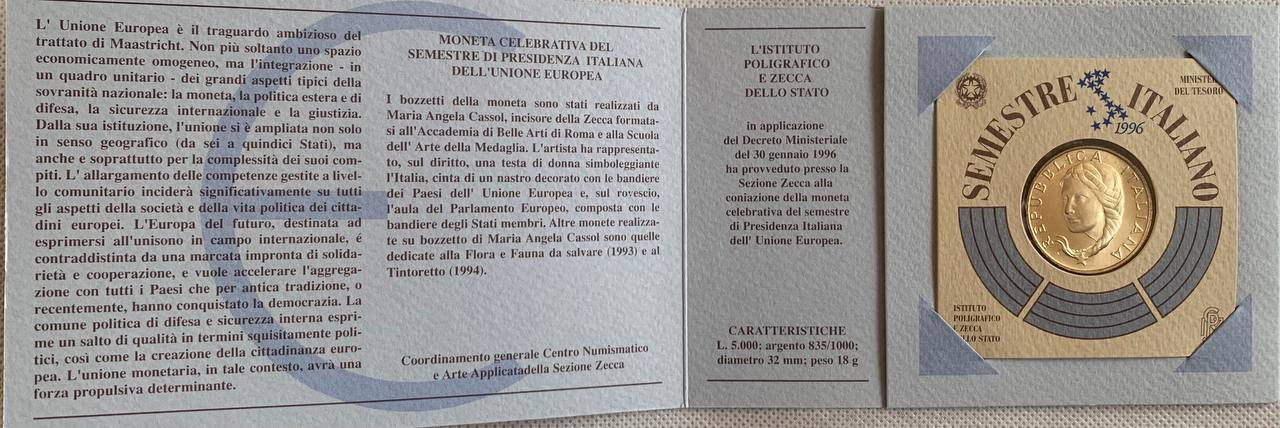 L' Unione Europea è il traguardo ambizioso del
trattato di Maastricht. Non più soltanto uno spazio
economicamente omogeneo, ma l'integrazione - in
un quadro unitario - dei grandi aspetti tipici della
sovranità nazionale: la moneta, la politica estera e di
difesa, la sicurezza internazionale e la giustizia.
Dalla sua istituzione, l'unione si è ampliata non solo
in senso geografico (da sei a quindici Stati), ma
anche e soprattutto per la complessità dei suoi com-
piti. L' allargamento delle competenze gestite a livel-
lo comunitario inciderà significativamente su tutti
gli aspetti della società e della vita politica dei citta-
dini europei. L'Europa del futuro, destinata ad
esprimersi all'unisono in campo internazionale, é
contraddistinta da una marcata impronta di solida-
rietà e cooperazione, e vuole accelerare l'aggrega-
zione con tutti i Paesi che per antica tradizione, o
recentemente, hanno conquistato la democrazia. La
comune politica di difesa e sicurezza interna espri-
me un salto di qualità in termini squisitamente poli-
tici, così come la creazione della cittadinanza euro-
pea. L'unione monetaria, in tale contesto, avrà una
forza propulsiva determinante.
MONETA CELEBRATIVA DEL
SEMESTRE DI PRESIDENZA ITALIANA
DELL'UNIONE EUROPEA
I bozzetti della moneta sono stati realizzati da
Maria Angela Cassol, incisore della Zecca formata-
si all'Accademia di Belle Arti di Roma e alla Scuola
dell' Arte della Medaglia. L'artista ha rappresenta-
to, sul diritto, una testa di donna simboleggiante
l'Italia, cinta di un nastro decorato con le bandiere
dei Paesi dell' Unione Europea e, sul rovescio,
l'aula del Parlamento Europeo, composta con le
bandiere degli Stati membri. Altre monete realizza-
te su bozzetto di Maria Angela Cassol sono quelle
dedicate alla Flora e Fauna da salvare (1993) e al
Tintoretto (1994).
Coordinamento generale Centro Numismatico
e Arte Applicatadella Sezione Zecca
L'ISTITUTO
POLIGRAFICO
E ZECCA
DELLO STATO
in applicazione
del Decreto Ministeriale
del 30 gennaio 1996
ha provveduto presso la
Sezione Zecca alla
coniazione della moneta
celebrativa del semestre
di Presidenza Italiana
dell' Unione Europea.
CARATTERISTICHE
L. 5.000; argento 835/1000;
diametro 32 mm; peso 18 g
MINISTE
DEL TESORO
SEMESTRE ITALIANO
1996
REPUBBLICA ITALIANA
ISTITUTO
POLIGRAFICO
E ZECCA
LLO STATO